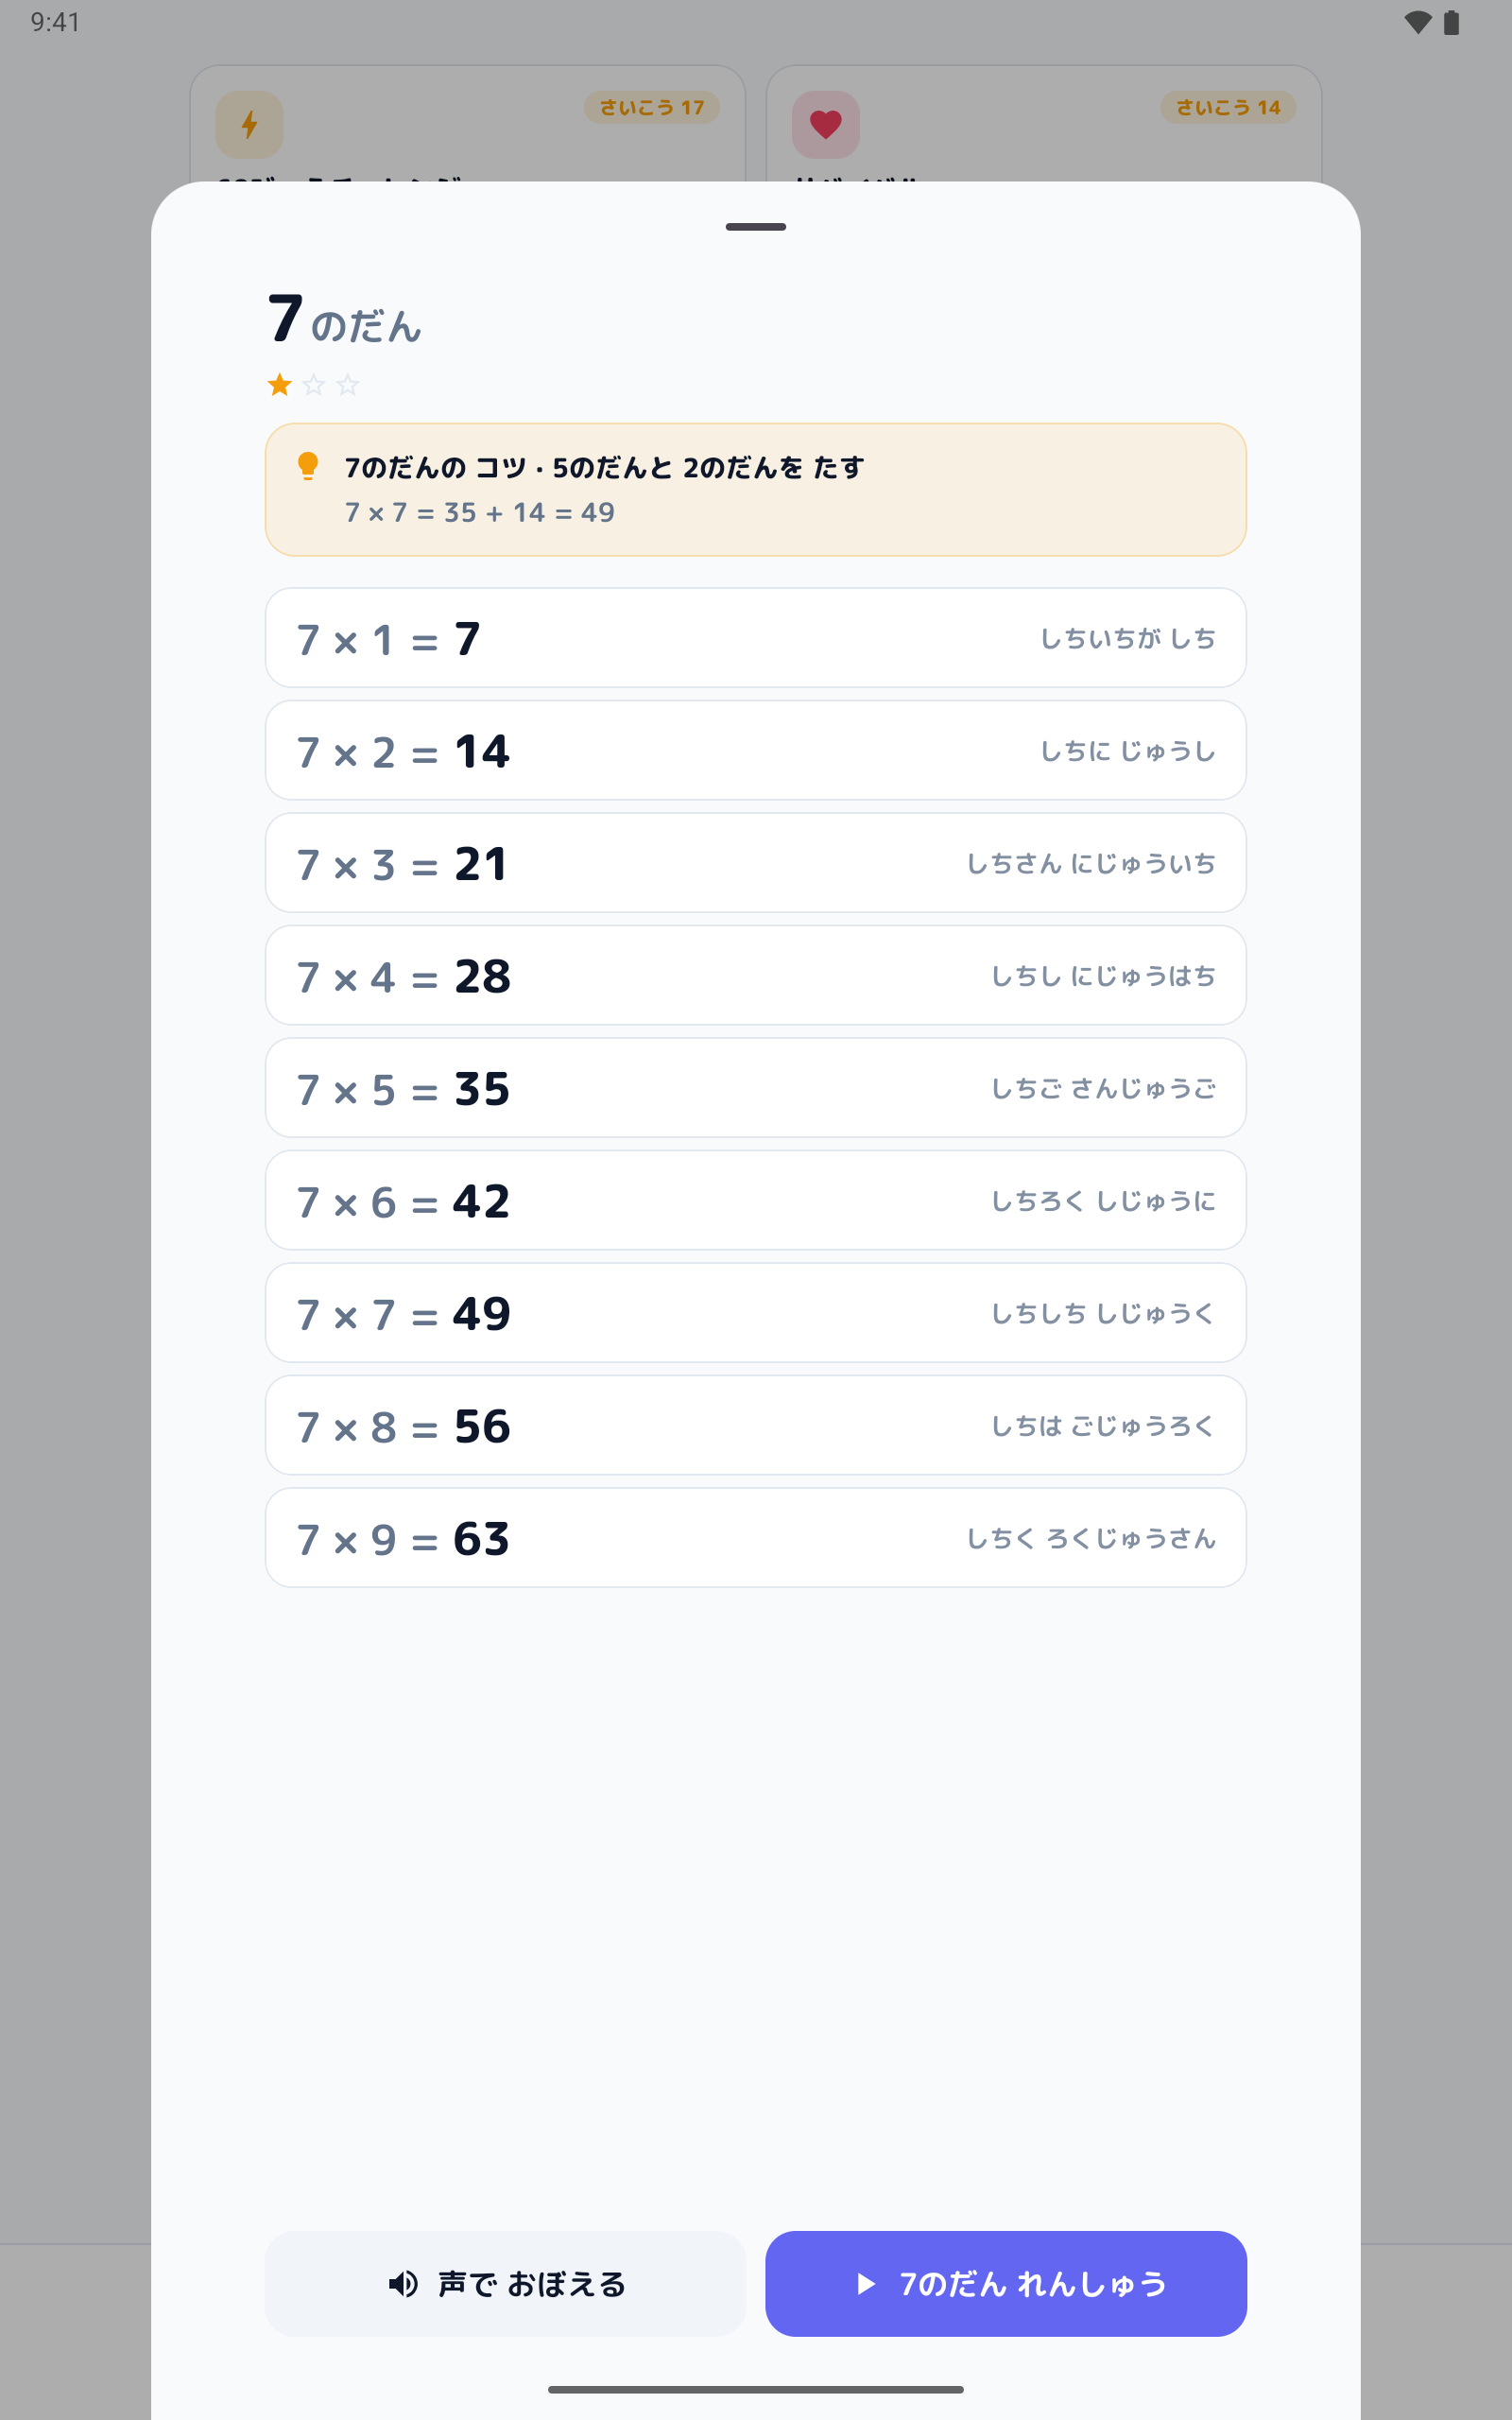 9:41
さいこう 17
さいこう 14
7のだん
7のだんの コツ · 5のだんと 2のだんを たす
7 × 7 = 35 + 14 = 49
7 × 1 = 7
しちいちが しち
7 × 2 = 14
しちに じゅうし
7 × 3 = 21
しちさん にじゅういち
7 × 4 = 28
しちし にじゅうはち
7 × 5 = 35
しちご さんじゅうご
7 × 6 = 42
しちろく しじゅうに
7 × 7 = 49
しちしち しじゅうく
7 × 8 = 56
しちは ごじゅうろく
7 × 9 = 63
しちく ろくじゅうさん
声で おぼえる
7のだん れんしゅう